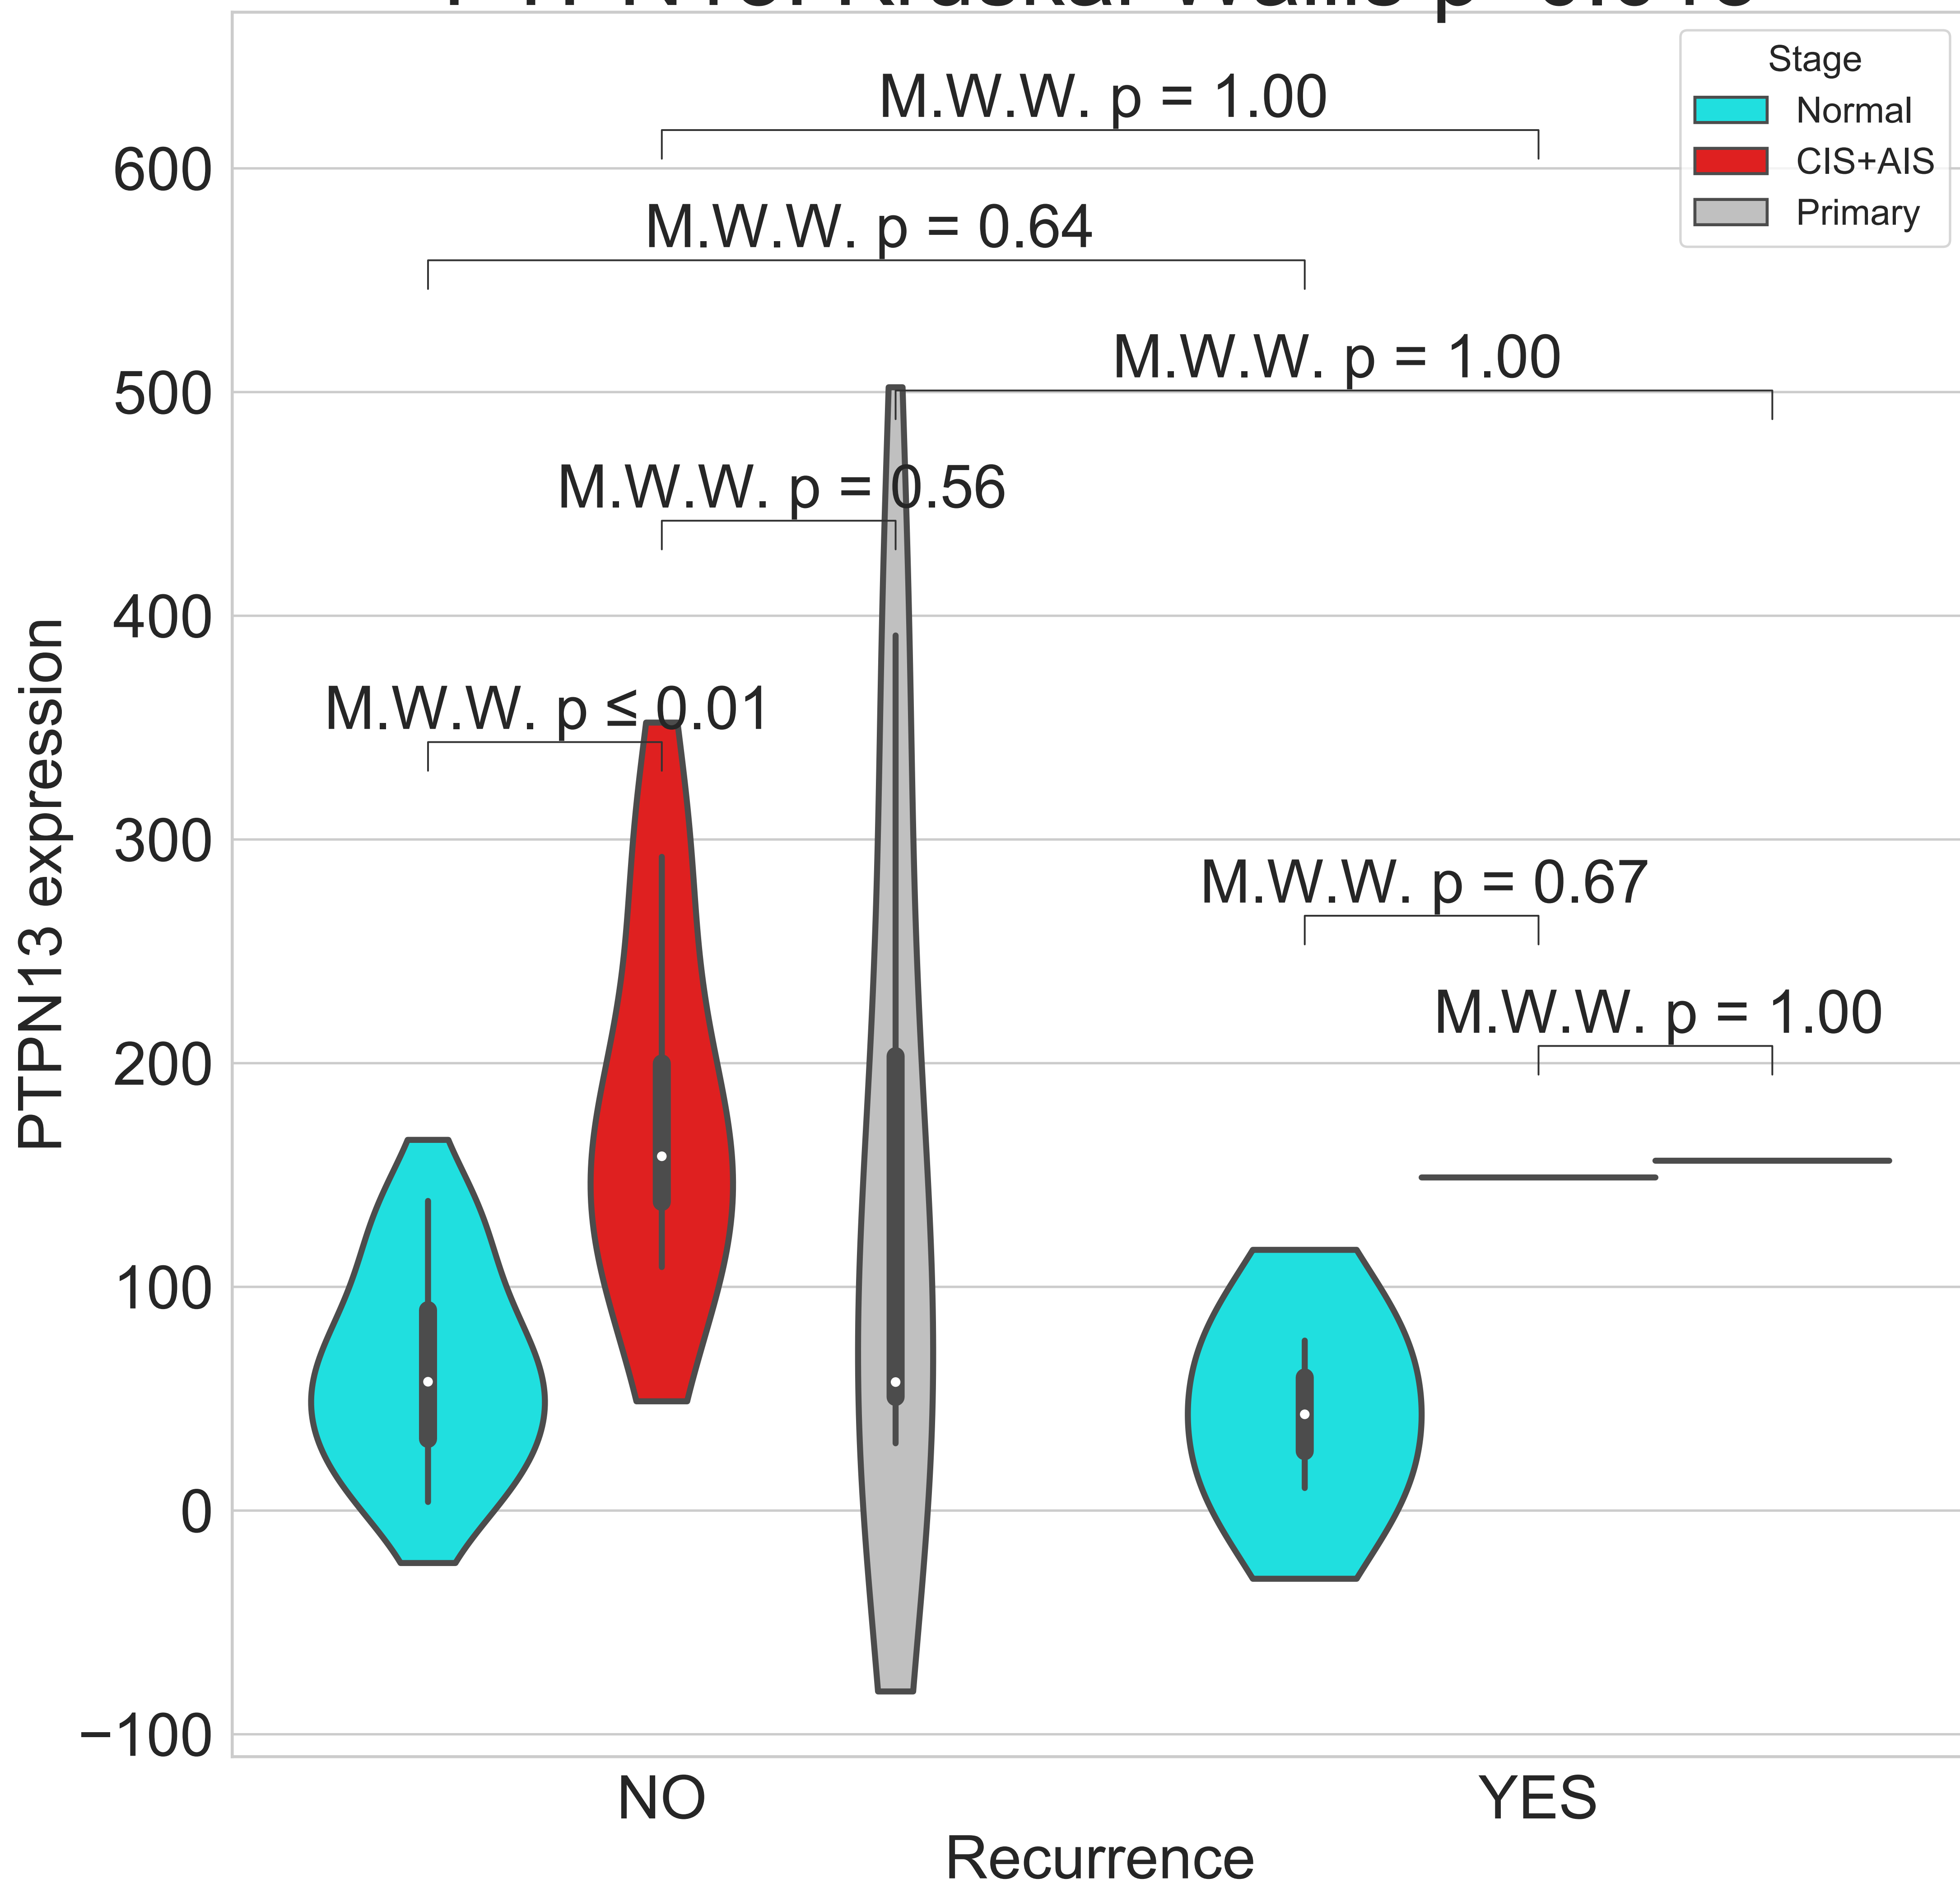 Stage
Normal
CIS+AIS
Primary
M.W.W. p = 1.00
M.W.W. p = 0.64
M.W.W. p = 1.00
M.W.W. p = 0.56
M.W.W. p ≤ 0.01
M.W.W. p = 0.67
M.W.W. p = 1.00
600
500
400
300
200
100
0
−100
PTPN13 expression
NO
YES
Recurrence